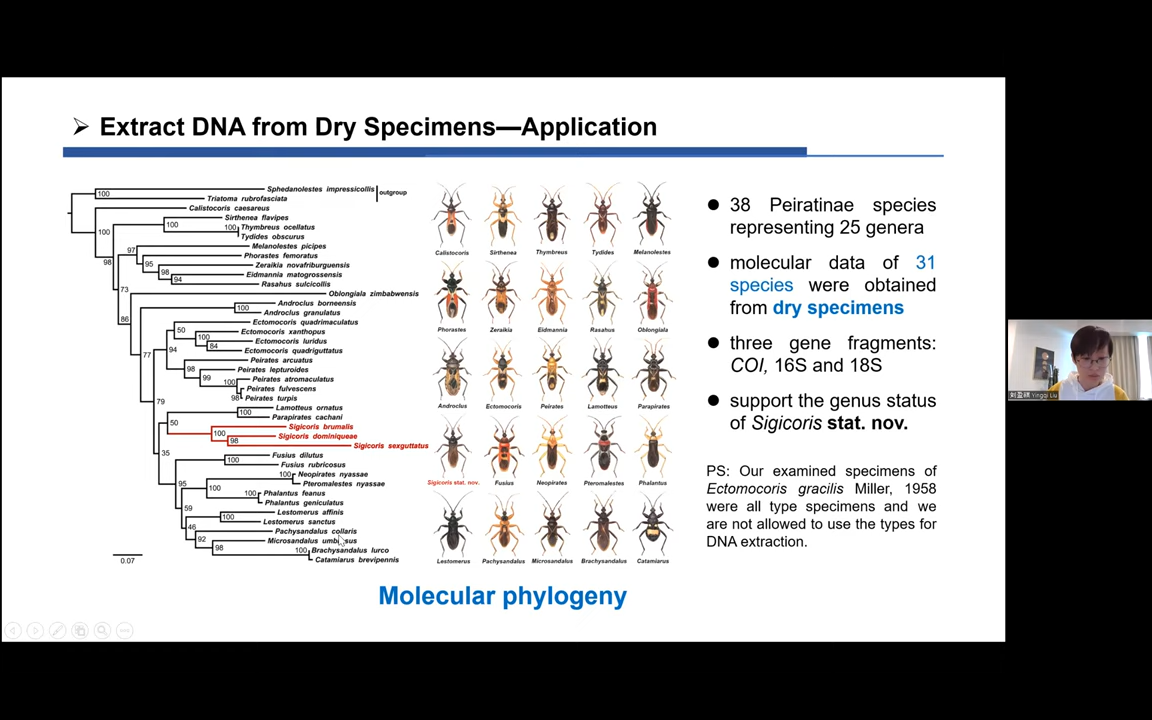 ➢ Extract DNA from Dry Specimens—Application
Sphedanolestes impressicollis
outgroup
Triatoma rubrofasciata
Calistocoris caesareus
Sirthenea flavipes
Thymbreus ocellatus
Tydides obscurus
Melanolestes picipes
Phorastes femoratus
Zeraikia novafriburguensis
Eidmannia matogrossensis
Rasahus sulcicollis
Oblongiala zimbabwensis
Androclus borneensis
Androclus granulatus
Ectomocoris quadrimaculatus
Ectomocoris xanthopus
Ectomocoris luridus
Ectomocoris quadriguttatus
Peirates arcuatus
Peirates lepturoides
Peirates atromaculatus
Peirates fulvescens
Peirates turpis
Lamotteus ornatus
Parapirates cachani
Sigicoris brumalis
Sigicoris dominiqueae
Sigicoris sexguttatus
Fusius dilutus
Fusius rubricosus
Neopirates nyassae
Pteromalestes nyassae
Phalantus feanus
Phalantus geniculatus
Lestomerus affinis
Lestomerus sanctus
Pachysandalus collaris
Microsandalus umbrosus
Brachysandalus lurco
Catamiarus brevipennis
100
100
100
100
98
97
95
98
94
73
86
100
50
100
84
94
77
98
99
100
98
79
100
50
100
98
35
100
100
95
100
100
59
100
46
92
98
100
0.07
Calistocoris Sirthenea Thymbreus Tydides Melanolestes
Phorastes Zeraikia Eidmannia Rasahus Oblongiala
Androclus Ectomocoris Peirates Lamotteus Parapirates
Sigicoris stat. nov. Fusius Neopirates Pteromalestes Phalantus
Lestomerus Pachysandalus Microsandalus Brachysandalus Catamiarus
Molecular phylogeny
● 38 Peiratinae species
representing 25 genera
● molecular data of 31
species were obtained
from dry specimens
● three gene fragments:
COI, 16S and 18S
● support the genus status
of Sigicoris stat. nov.
PS: Our examined specimens of
Ectomocoris gracilis Miller, 1958
were all type specimens and we
are not allowed to use the types for
DNA extraction.
Yingqi Liu